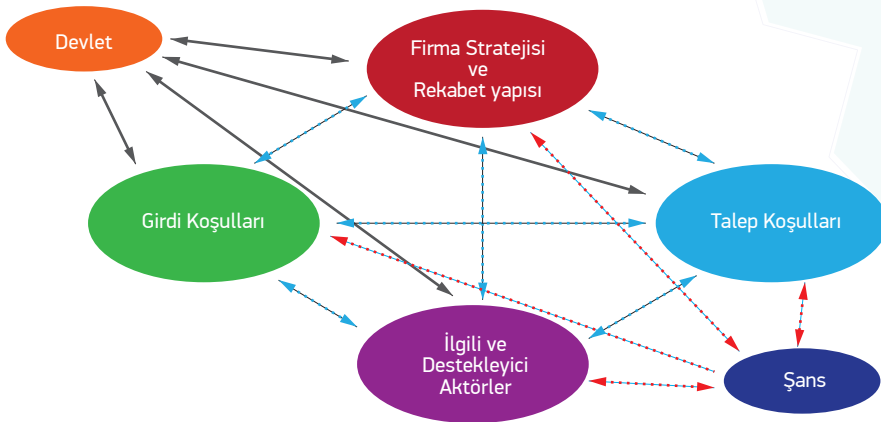 Devlet
Firma Stratejisi
ve
Rekabet yapısı
Girdi Koşulları
Talep Koşulları
İlgili ve
Destekleyici
Aktörler
Şans